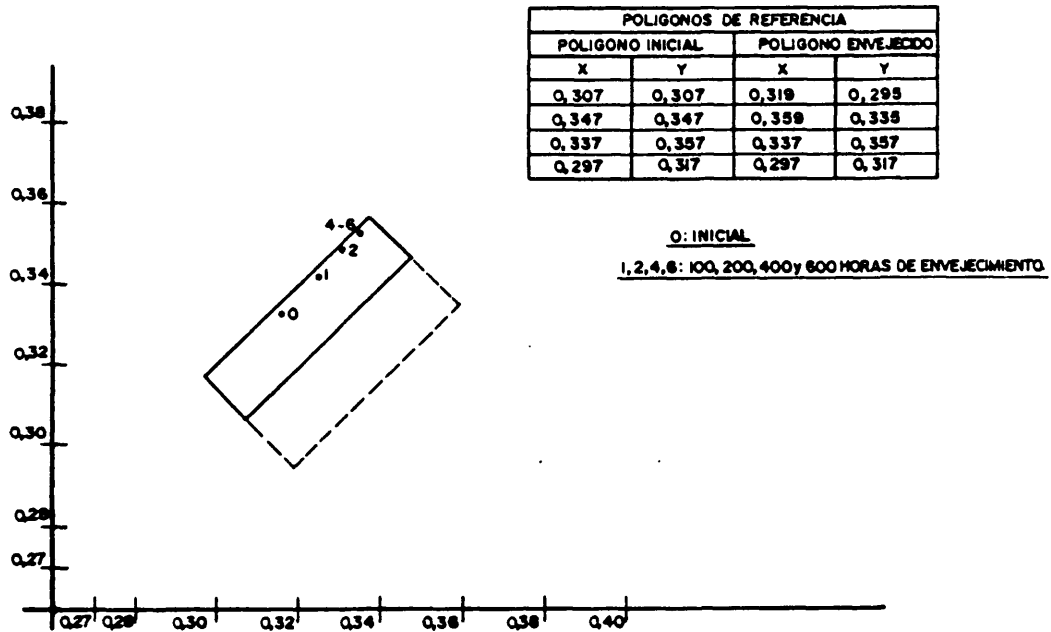 POLIGONOS DE REFERENCIA
POLIGONO INICIAL POLIGONO ENVEJECIDO
X Y X Y
0,307 0,307 0,319 0,295
0,347 0,347 0,359 0,335
0,337 0,357 0,337 0,357
0,297 0,317 0,297 0,317
O: INICIAL
1,2,4,6: 100, 200, 400 y 600 HORAS DE ENVEJECIMIENTO.
0,38
0,36
0,34
0,32
0,30
0,28
0,27
4-6
2
1
0
0,27 0,28 0,30 0,32 0,34 0,36 0,38 0,40